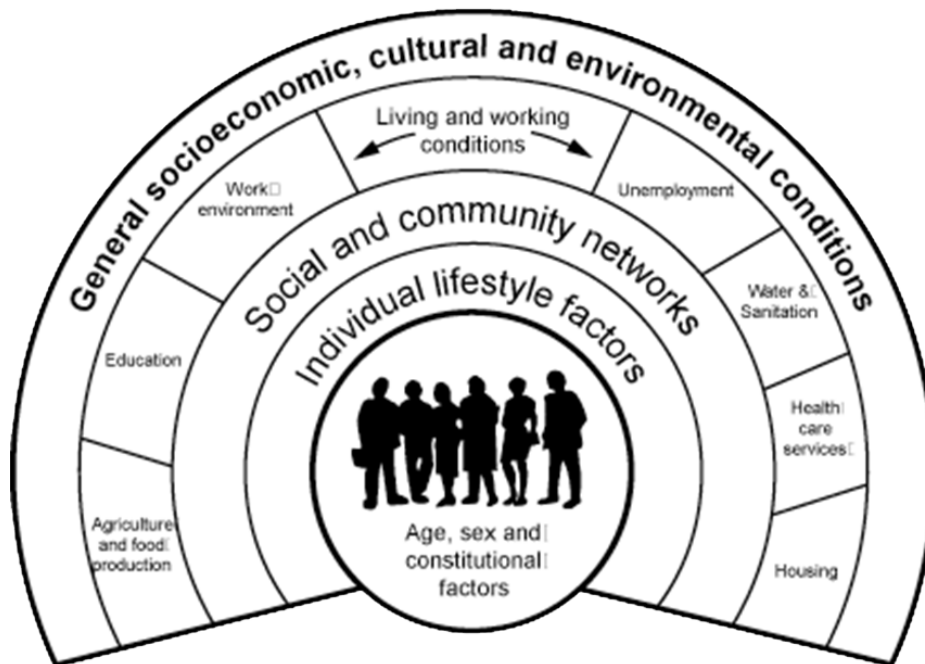 General socioeconomic, cultural and environmental conditions
Living and working
conditions
Agriculture
and food
production
Education
Work
environment
Unemployment
Water &
Sanitation
Health
care
services
Housing
Social and community networks
Individual lifestyle factors
Age, sex and
constitutional
factors